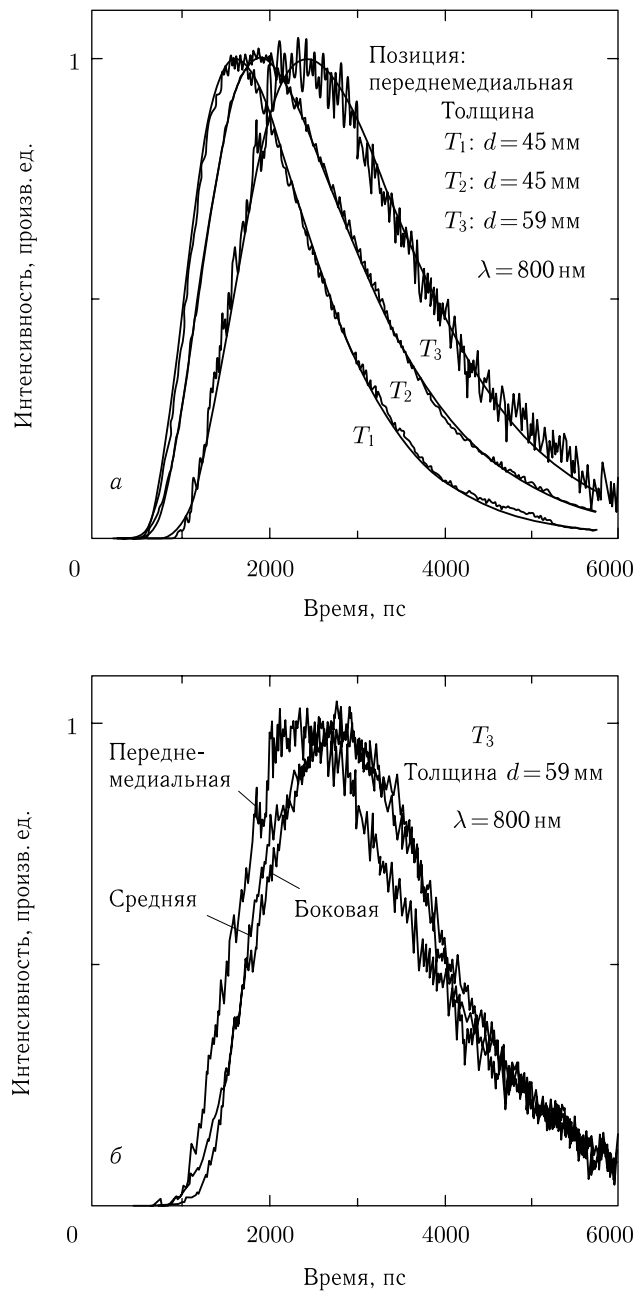 1
Позиция:
переднемедиальная
Толщина
T₁: d = 45 мм
T₂: d = 45 мм
T₃: d = 59 мм
λ = 800 нм
Интенсивность, произв. ед.
T₃
T₂
T₁
а
0 2000 4000 6000
Время, пс
1
T₃
Передне-
медиальная
Толщина d = 59 мм
λ = 800 нм
Средняя
Боковая
Интенсивность, произв. ед.
б
0 2000 4000 6000
Время, пс